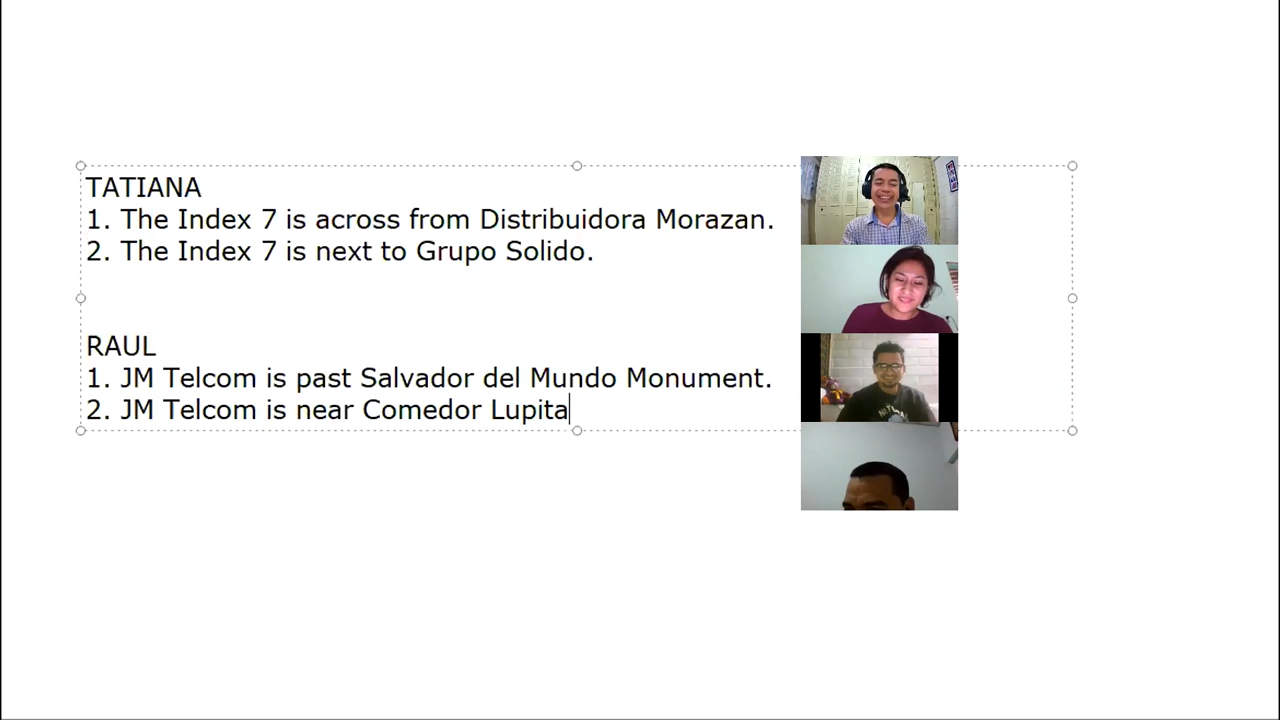 TATIANA
1. The Index 7 is across from Distribuidora Morazan.
2. The Index 7 is next to Grupo Solido.
RAUL
1. JM Telcom is past Salvador del Mundo Monument.
2. JM Telcom is near Comedor Lupita